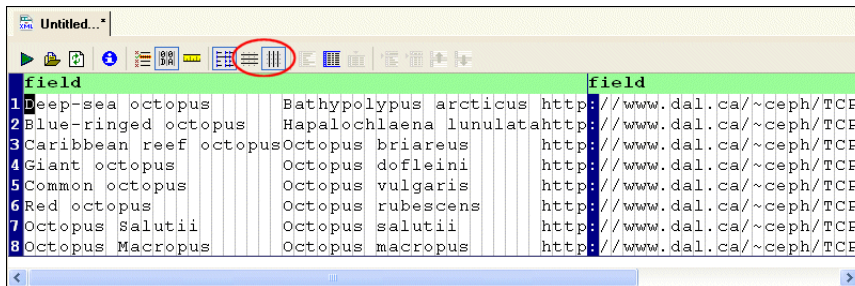 Untitled...*
field field
1 Deep-sea octopus Bathypolypus arcticus http://www.dal.ca/~ceph/TCP
2 Blue-ringed octopus Hapalochlaena lunulatahttp://www.dal.ca/~ceph/TCP
3 Caribbean reef octopusOctopus briareus http://www.dal.ca/~ceph/TCP
4 Giant octopus Octopus dofleini http://www.dal.ca/~ceph/TCP
5 Common octopus Octopus vulgaris http://www.dal.ca/~ceph/TCP
6 Red octopus Octopus rubescens http://www.dal.ca/~ceph/TCP
7 Octopus Salutii Octopus salutii http://www.dal.ca/~ceph/TCP
8 Octopus Macropus Octopus macropus http://www.dal.ca/~ceph/TCP